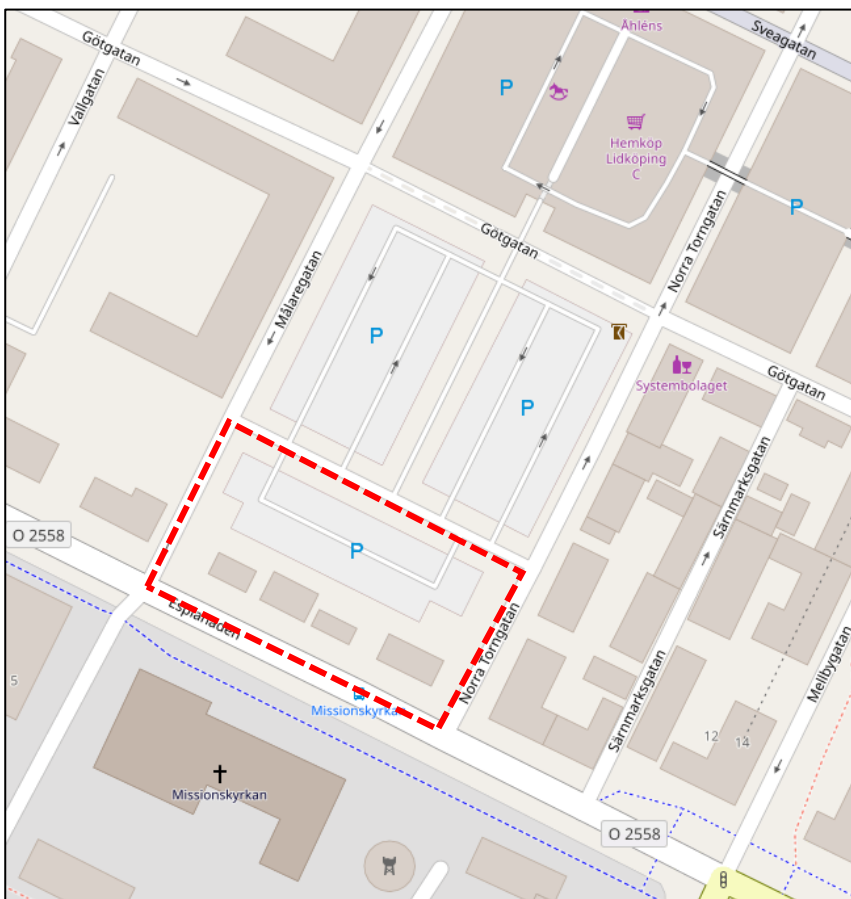 Åhléns
Sveagatan
Götgatan
Vallgatan
P
Hemköp
Lidköping
C
P
Norra Torngatan
Götgatan
Målaregatan
P
Systembolaget
Götgatan
P
Särnmarksgatan
O 2558
P
Esplanaden
Norra Torngatan
Mellbygatan
5
Missionskyrkan
Särnmarksgatan
12
14
Missionskyrkan
O 2558